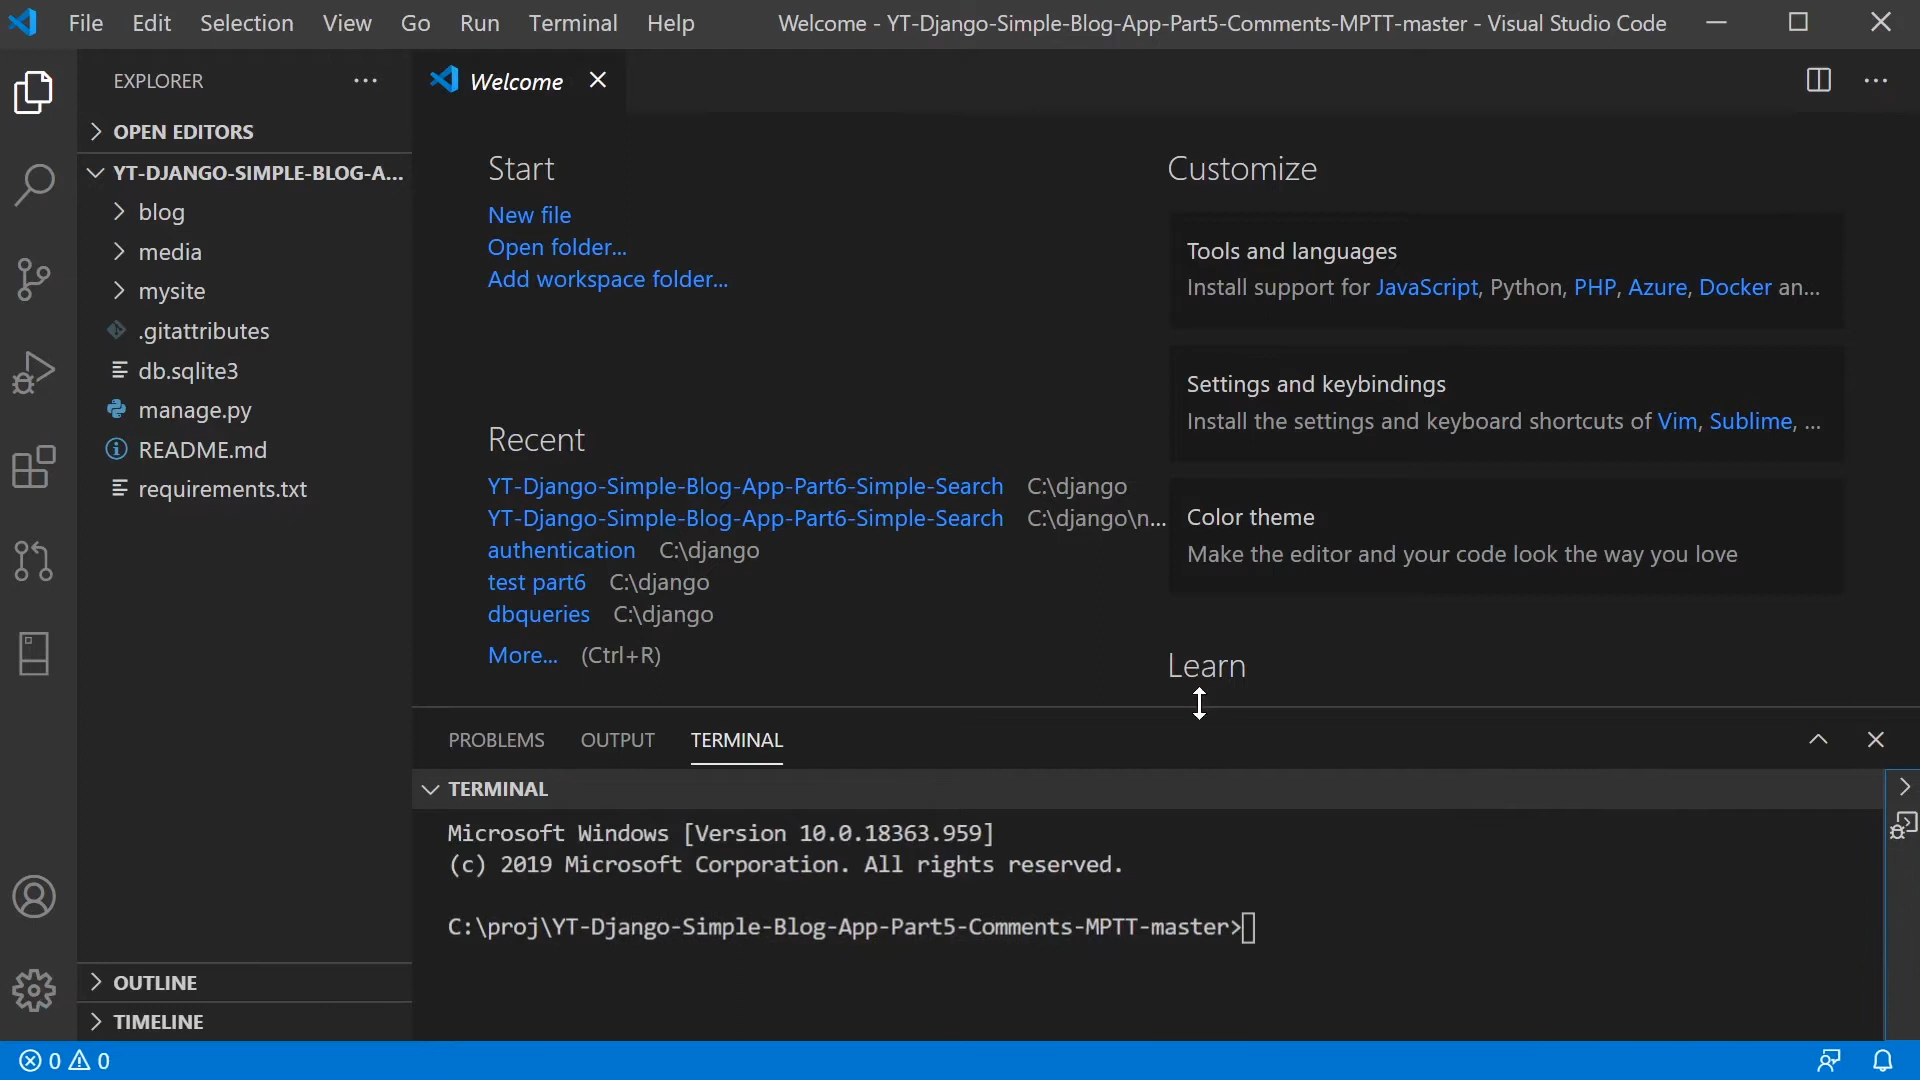 File Edit Selection View Go Run Terminal Help Welcome - YT-Django-Simple-Blog-App-Part5-Comments-MPTT-master - Visual Studio Code
EXPLORER
OPEN EDITORS
YT-DJANGO-SIMPLE-BLOG-A...
blog
media
mysite
.gitattributes
db.sqlite3
manage.py
README.md
requirements.txt
OUTLINE
TIMELINE
Welcome
Start
New file
Open folder...
Add workspace folder...
Recent
YT-Django-Simple-Blog-App-Part6-Simple-Search C:\django
YT-Django-Simple-Blog-App-Part6-Simple-Search C:\django\n...
authentication C:\django
test part6 C:\django
dbqueries C:\django
More... (Ctrl+R)
Customize
Tools and languages
Install support for JavaScript, Python, PHP, Azure, Docker an...
Settings and keybindings
Install the settings and keyboard shortcuts of Vim, Sublime, ...
Color theme
Make the editor and your code look the way you love
Learn
PROBLEMS OUTPUT TERMINAL
TERMINAL
Microsoft Windows [Version 10.0.18363.959]
(c) 2019 Microsoft Corporation. All rights reserved.
C:\proj\YT-Django-Simple-Blog-App-Part5-Comments-MPTT-master>
0 0